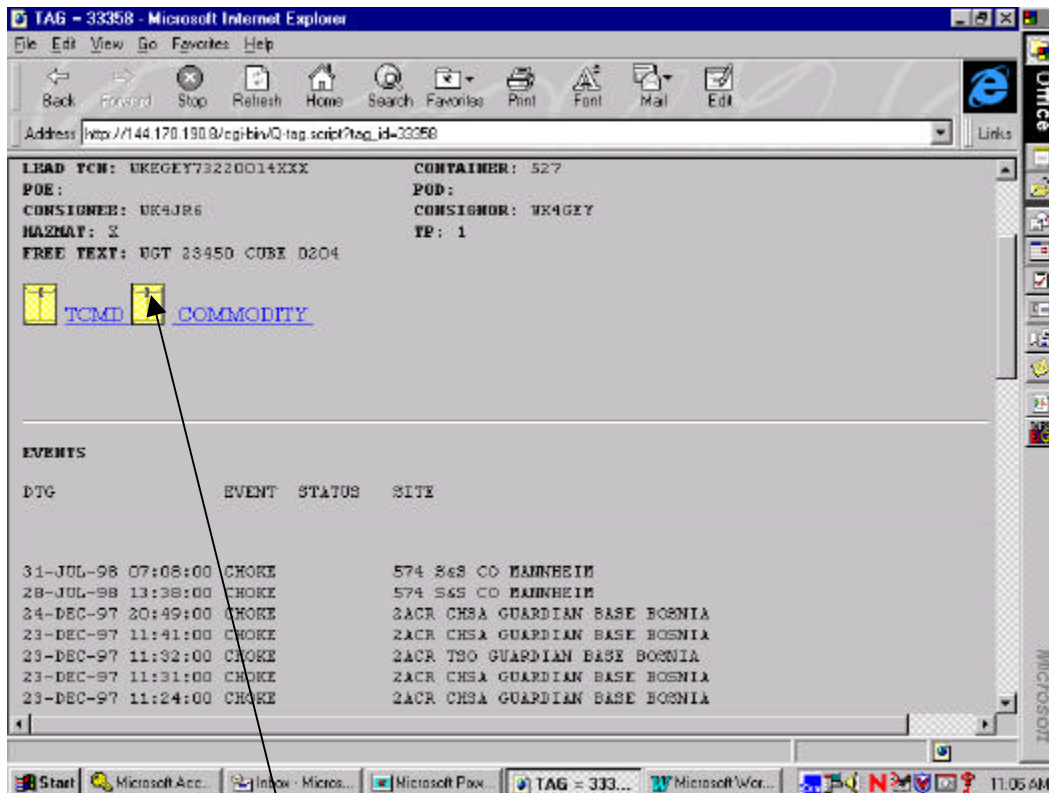 TAG = 33358 - Microsoft Internet Explorer
File Edit View Go Favorites Help
Back Forward Stop Refresh Home Search Favorites Print Font Mail Edit
Address http://144.170.190.8/cgi-bin/Q-tag.script?tag_id=33358 Links
LEAD TCN: WKEGEY73220014XXX CONTAINER: 527
POE: POD:
CONSIGNEE: WK4JR6 CONSIGNOR: WK4GEY
HAZMAT: X TP: 1
FREE TEXT: WGT 23450 CUBE D204
TCMD COMMODITY
EVENTS
DTG EVENT STATUS SITE
31-JUL-98 07:08:00 CHOKE 574 S&S CO MANNHEIM
28-JUL-98 13:38:00 CHOKE 574 S&S CO MANNHEIM
24-DEC-97 20:49:00 CHOKE 2ACR CHSA GUARDIAN BASE BOSNIA
23-DEC-97 11:41:00 CHOKE 2ACR CHSA GUARDIAN BASE BOSNIA
23-DEC-97 11:32:00 CHOKE 2ACR TSO GUARDIAN BASE BOSNIA
23-DEC-97 11:31:00 CHOKE 2ACR CHSA GUARDIAN BASE BOSNIA
23-DEC-97 11:24:00 CHOKE 2ACR CHSA GUARDIAN BASE BOSNIA
Office
Microsoft
Start Microsoft Acc... Inbox - Micros... Microsoft Pow... TAG = 333... Microsoft Wor... 11:05 AM